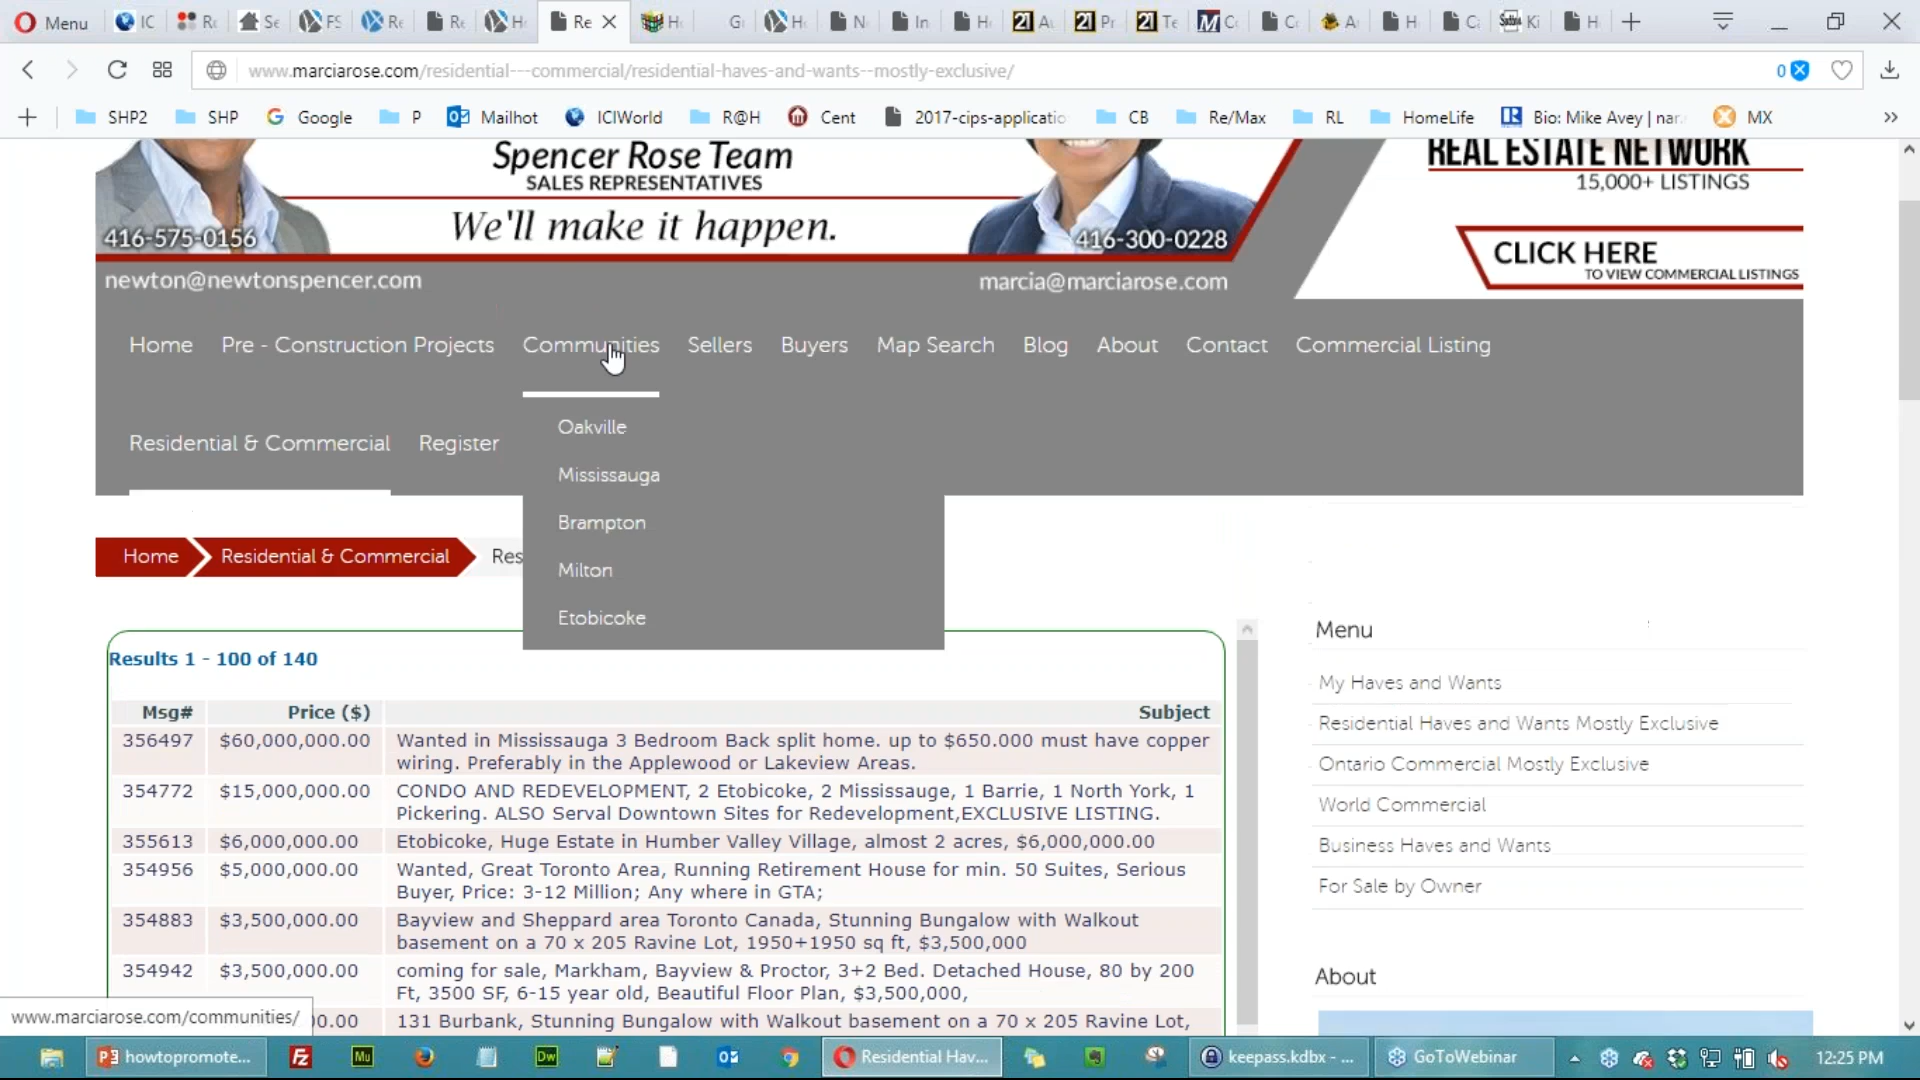 Menu IC Re Se FS Re Re H Re H G H N In H Au Pr Te C C A H C Ki H
www.marciarose.com/residential---commercial/residential-haves-and-wants--mostly-exclusive/ 0
SHP2 SHP Google P Mailhot ICIWorld R@H Cent 2017-cips-applicatio CB Re/Max RL HomeLife Bio: Mike Avey | nar. MX »
Spencer Rose Team
SALES REPRESENTATIVES
We'll make it happen.
416-575-0156
416-300-0228
newton@newtonspencer.com
marcia@marciarose.com
REAL ESTATE NETWORK
15,000+ LISTINGS
CLICK HERE
TO VIEW COMMERCIAL LISTINGS
Home Pre - Construction Projects Communities Sellers Buyers Map Search Blog About Contact Commercial Listing
Residential & Commercial Register
Oakville
Mississauga
Brampton
Milton
Etobicoke
Home Residential & Commercial Res
Results 1 - 100 of 140
Msg# Price ($) Subject
356497 $60,000,000.00 Wanted in Mississauga 3 Bedroom Back split home. up to $650.000 must have copper
wiring. Preferably in the Applewood or Lakeview Areas.
354772 $15,000,000.00 CONDO AND REDEVELOPMENT, 2 Etobicoke, 2 Mississauge, 1 Barrie, 1 North York, 1
Pickering. ALSO Serval Downtown Sites for Redevelopment,EXCLUSIVE LISTING.
355613 $6,000,000.00 Etobicoke, Huge Estate in Humber Valley Village, almost 2 acres, $6,000,000.00
354956 $5,000,000.00 Wanted, Great Toronto Area, Running Retirement House for min. 50 Suites, Serious
Buyer, Price: 3-12 Million; Any where in GTA;
354883 $3,500,000.00 Bayview and Sheppard area Toronto Canada, Stunning Bungalow with Walkout
basement on a 70 x 205 Ravine Lot, 1950+1950 sq ft, $3,500,000
354942 $3,500,000.00 coming for sale, Markham, Bayview & Proctor, 3+2 Bed. Detached House, 80 by 200
Ft, 3500 SF, 6-15 year old, Beautiful Floor Plan, $3,500,000,
00.00 131 Burbank, Stunning Bungalow with Walkout basement on a 70 x 205 Ravine Lot,
Menu
My Haves and Wants
Residential Haves and Wants Mostly Exclusive
Ontario Commercial Mostly Exclusive
World Commercial
Business Haves and Wants
For Sale by Owner
About
www.marciarose.com/communities/
howtopromote... Residential Hav... keepass.kdbx - ... GoToWebinar 12:25 PM